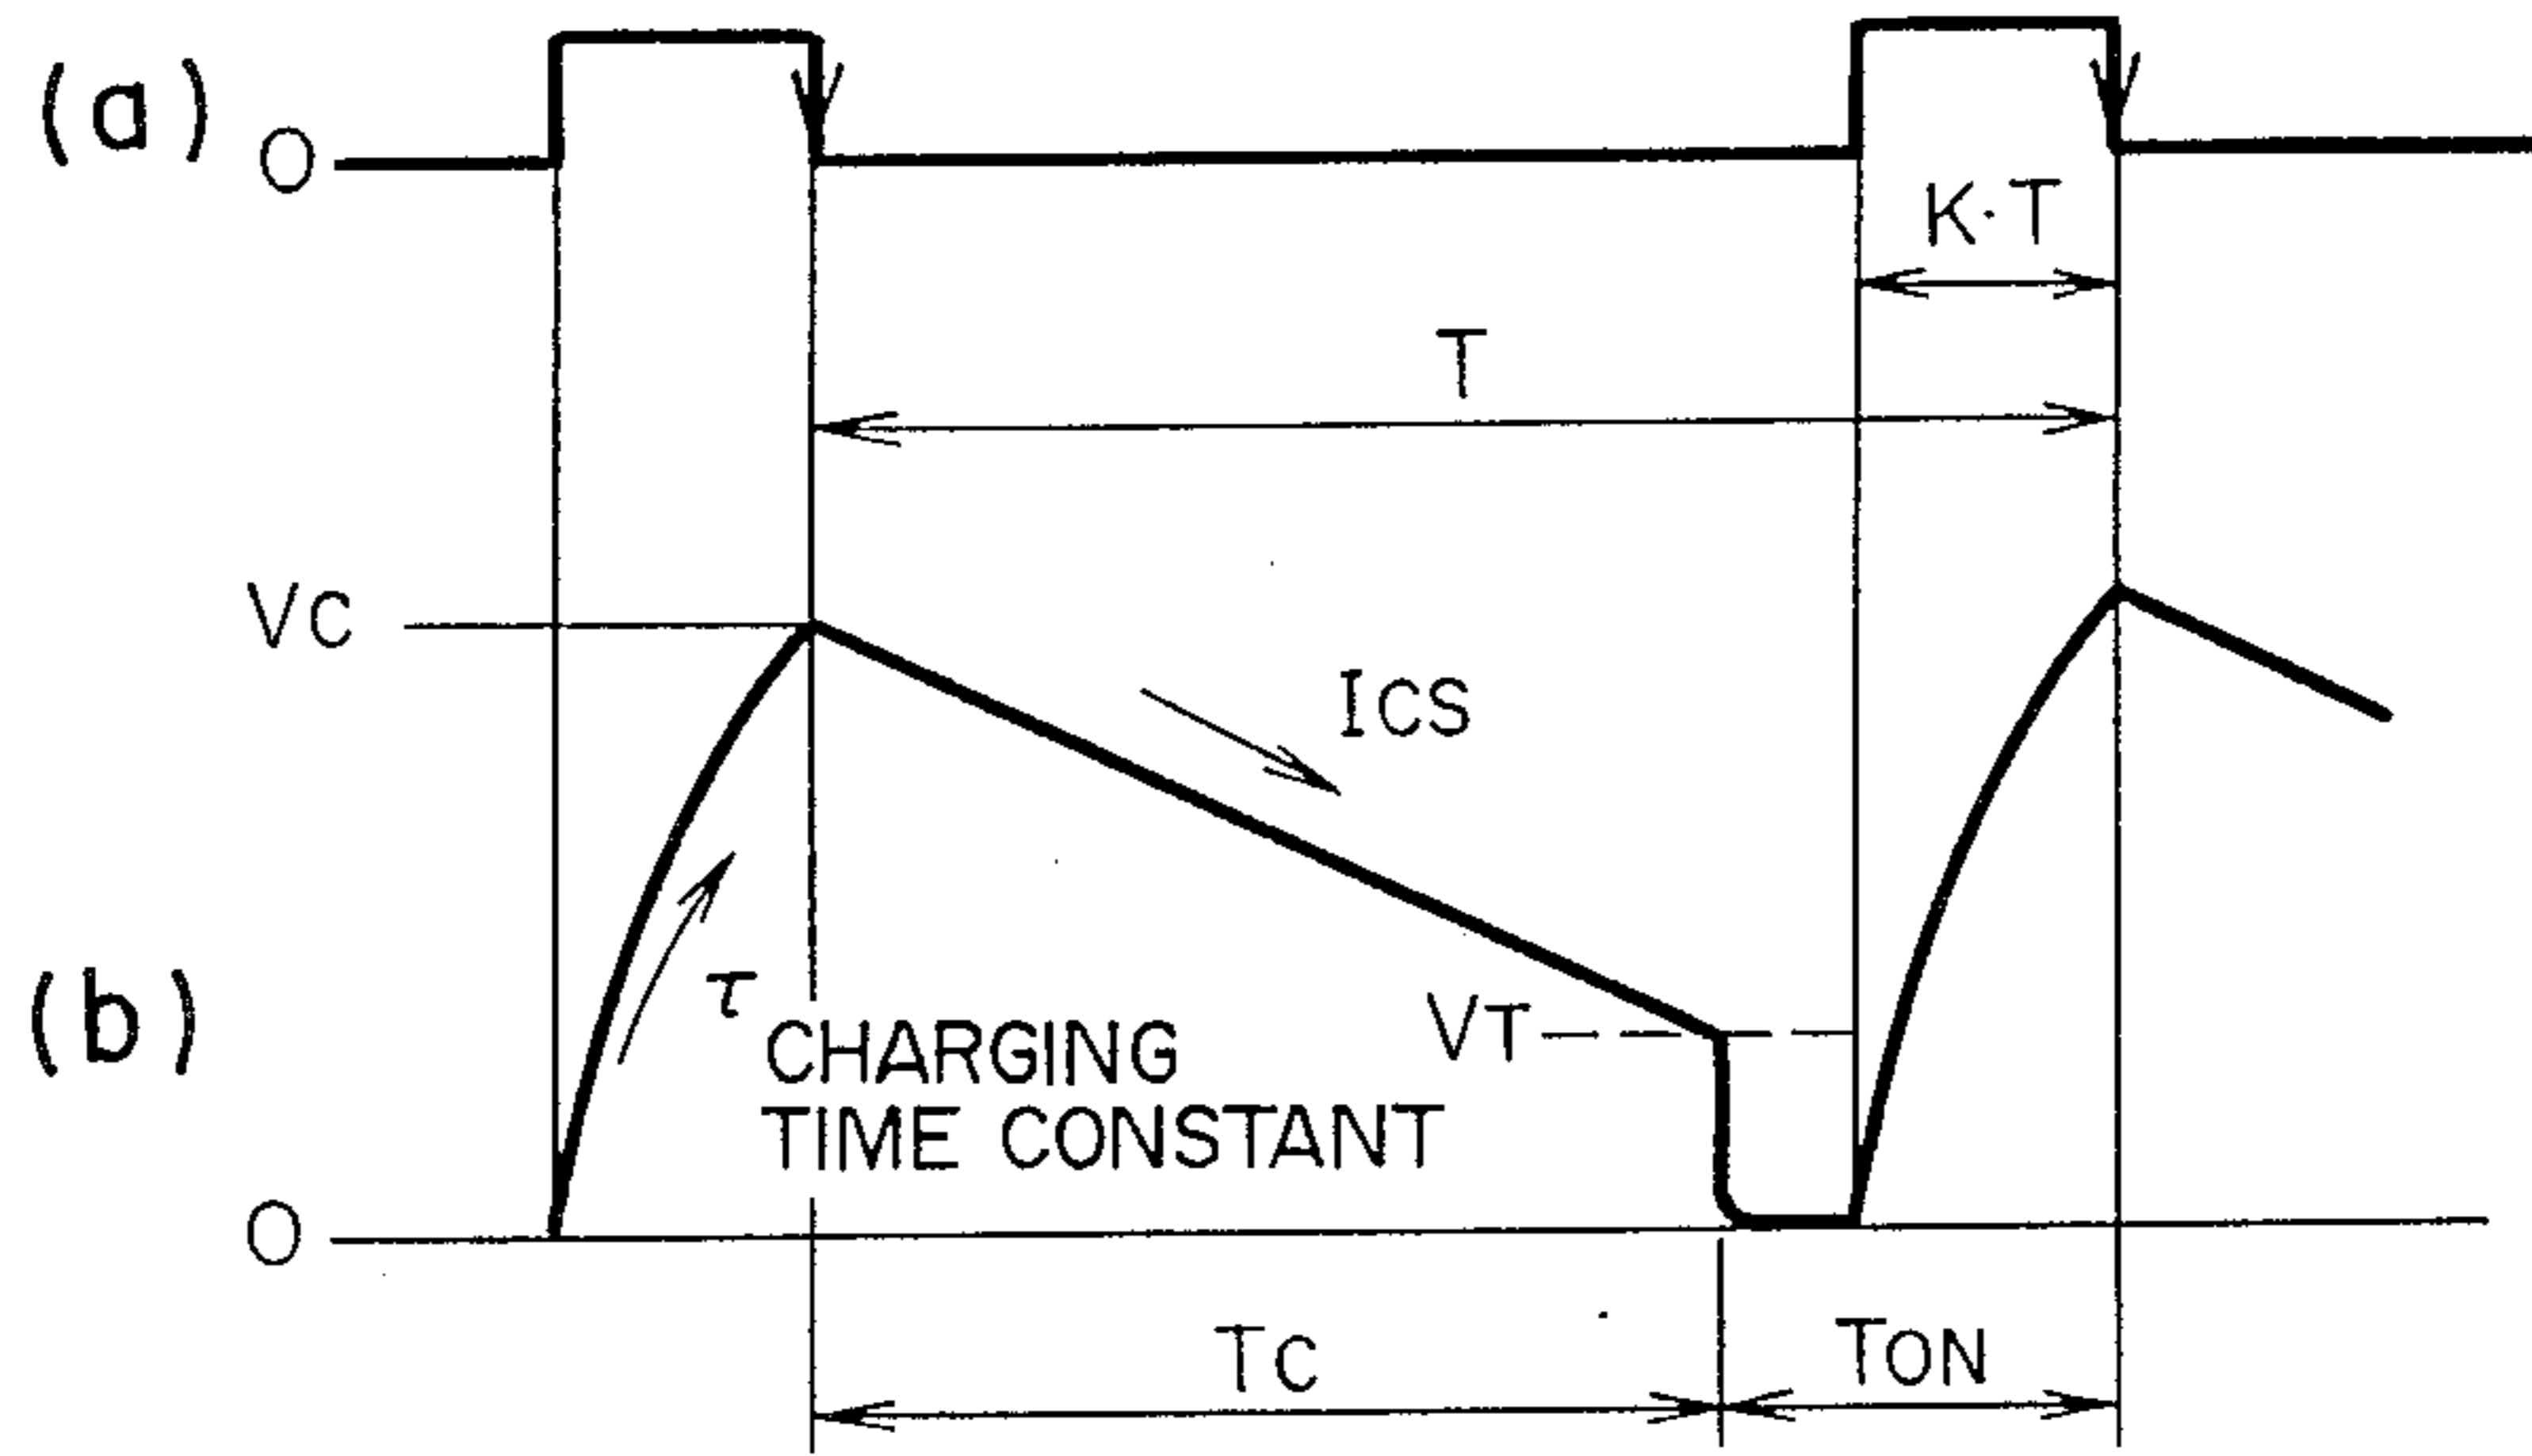 (a)
O
K·T
T
VC
ICS
τ
CHARGING
TIME CONSTANT
VT
(b)
O
TC
TON